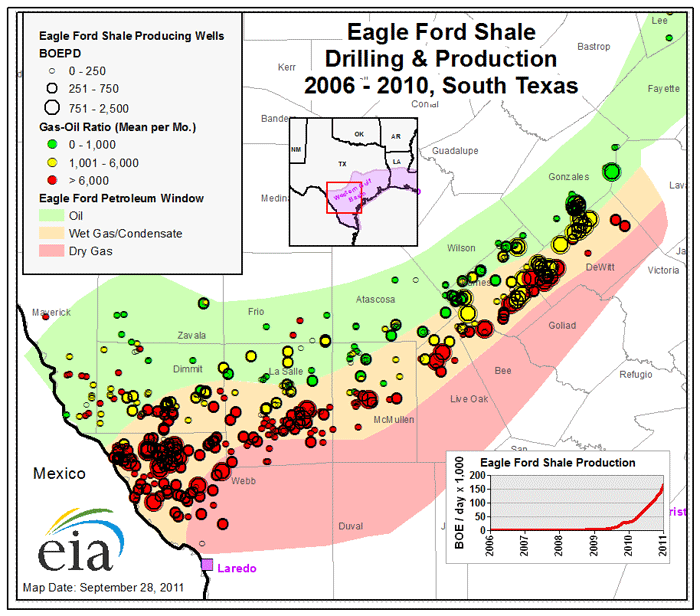 Eagle Ford Shale
Drilling & Production
2006 - 2010, South Texas
Eagle Ford Shale Producing Wells
BOEPD
0 - 250
251 - 750
751 - 2,500
Gas-Oil Ratio (Mean per Mo.)
0 - 1,000
1,001 - 6,000
> 6,000
Eagle Ford Petroleum Window
Oil
Wet Gas/Condensate
Dry Gas
Lee
Bastrop
Kerr
Fayette
OK
AR
NM
TX
LA
Western Gulf
Basin
Guadalupe
Gonzales
Wilson
DeWitt
Victoria
Atascosa
Maverick
Frio
Zavala
Goliad
Dimmit
La Salle
Bee
Refugio
Live Oak
McMullen
Mexico
Webb
Duval
Laredo
Eagle Ford Shale Production
BOE / day x 1,000
200
150
100
50
0
2006
2007
2008
2009
2010
2011
eia
Map Date: September 28, 2011